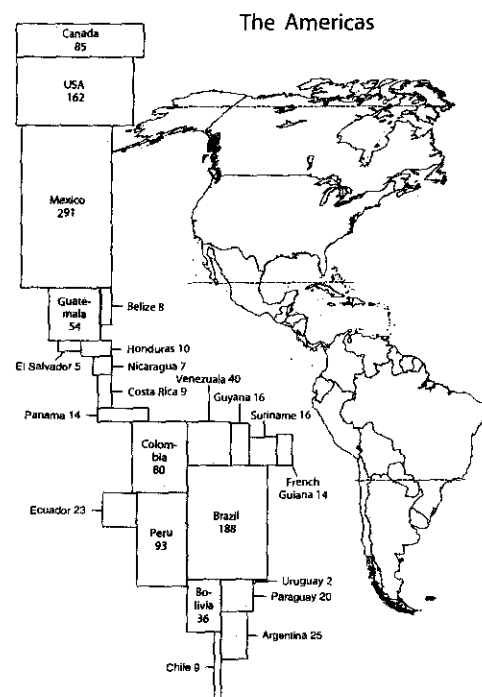 The Americas
Canada
85
USA
162
Mexico
291
Guate-
mala
54
Belize 8
Honduras 10
El Salvador 5
Nicaragua 7
Venezuala 40
Costa Rica 9
Guyana 16
Panama 14
Suriname 16
Colom-
bia
80
French
Guiana 14
Ecuador 23
Peru
93
Brazil
188
Uruguay 2
Bo-
livia
36
Paraguay 20
Argentina 25
Chile 9